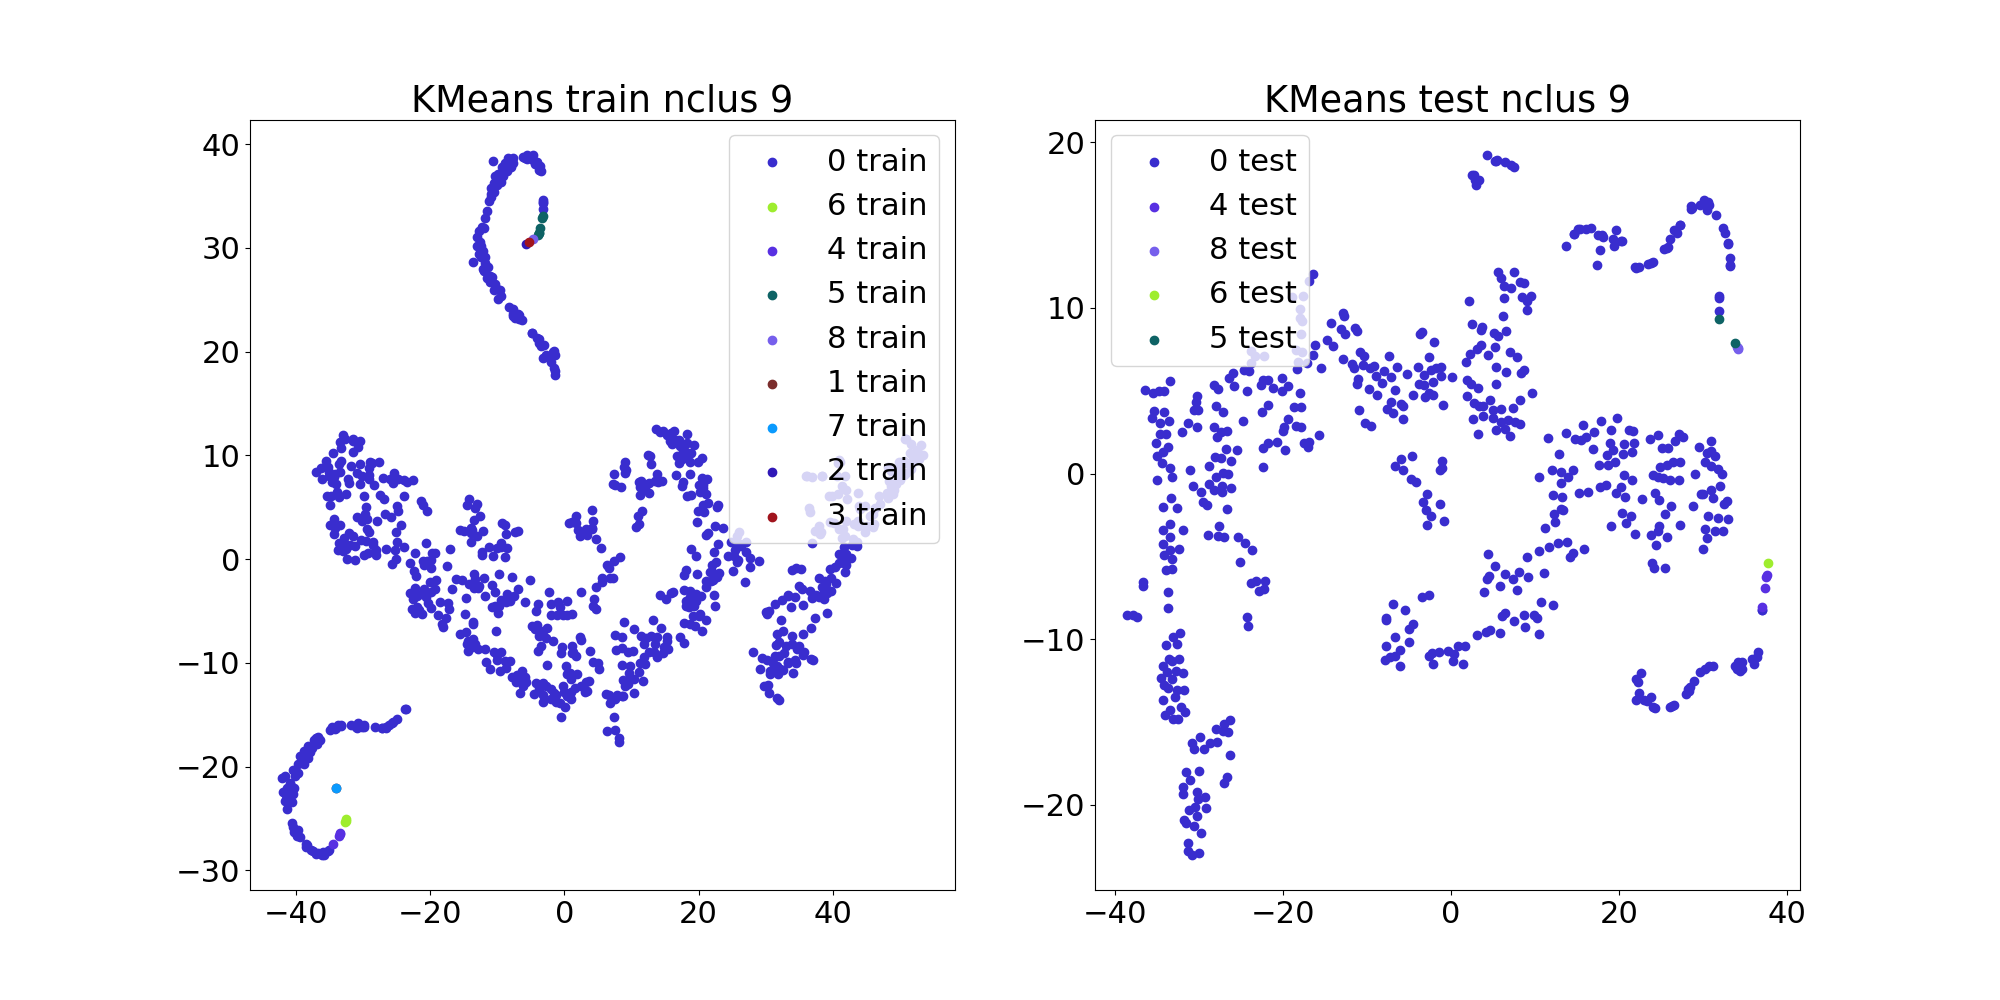 KMeans train nclus 9
40
30
20
10
0
−10
−20
−30
−40
−20
0
20
40
0 train
6 train
4 train
5 train
8 train
1 train
7 train
2 train
3 train
KMeans test nclus 9
20
10
0
−10
−20
−40
−20
0
20
40
0 test
4 test
8 test
6 test
5 test